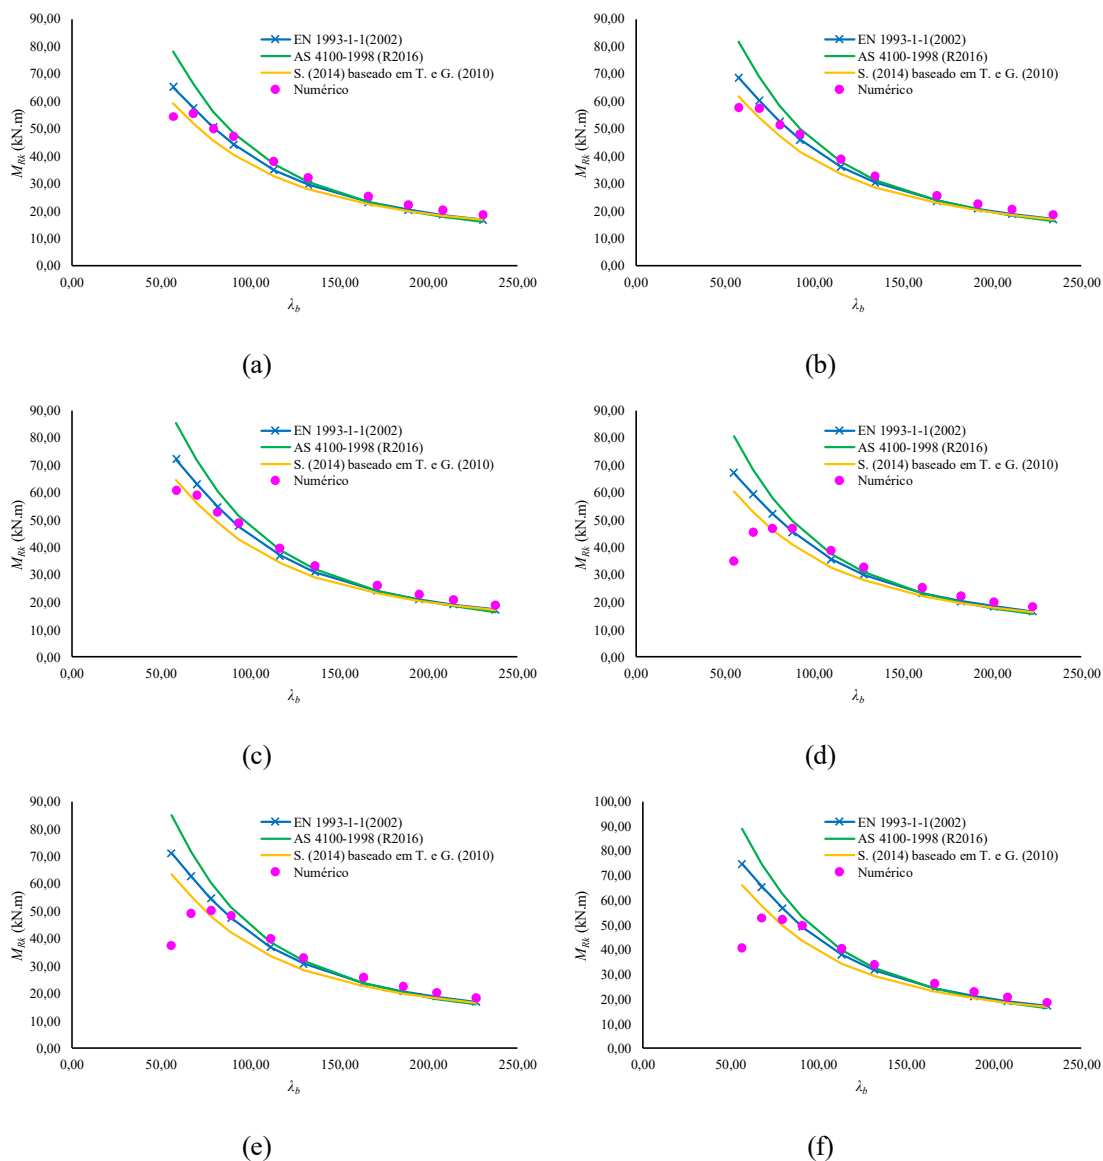 90,00
80,00
70,00
60,00
50,00
40,00
30,00
20,00
10,00
0,00
M_Rk (kN.m)
EN 1993-1-1(2002)
AS 4100-1998 (R2016)
S. (2014) baseado em T. e G. (2010)
Numérico
0,00 50,00 100,00 150,00 200,00 250,00
λ_b
(a)
90,00
80,00
70,00
60,00
50,00
40,00
30,00
20,00
10,00
0,00
M_Rk (kN.m)
EN 1993-1-1(2002)
AS 4100-1998 (R2016)
S. (2014) baseado em T. e G. (2010)
Numérico
0,00 50,00 100,00 150,00 200,00 250,00
λ_b
(b)
90,00
80,00
70,00
60,00
50,00
40,00
30,00
20,00
10,00
0,00
M_Rk (kN.m)
EN 1993-1-1(2002)
AS 4100-1998 (R2016)
S. (2014) baseado em T. e G. (2010)
Numérico
0,00 50,00 100,00 150,00 200,00 250,00
λ_b
(c)
90,00
80,00
70,00
60,00
50,00
40,00
30,00
20,00
10,00
0,00
M_Rk (kN.m)
EN 1993-1-1(2002)
AS 4100-1998 (R2016)
S. (2014) baseado em T. e G. (2010)
Numérico
0,00 50,00 100,00 150,00 200,00 250,00
λ_b
(d)
90,00
80,00
70,00
60,00
50,00
40,00
30,00
20,00
10,00
0,00
M_Rk (kN.m)
EN 1993-1-1(2002)
AS 4100-1998 (R2016)
S. (2014) baseado em T. e G. (2010)
Numérico
0,00 50,00 100,00 150,00 200,00 250,00
λ_b
(e)
100,00
90,00
80,00
70,00
60,00
50,00
40,00
30,00
20,00
10,00
0,00
M_Rk (kN.m)
EN 1993-1-1(2002)
AS 4100-1998 (R2016)
S. (2014) baseado em T. e G. (2010)
Numérico
0,00 50,00 100,00 150,00 200,00 250,00
λ_b
(f)